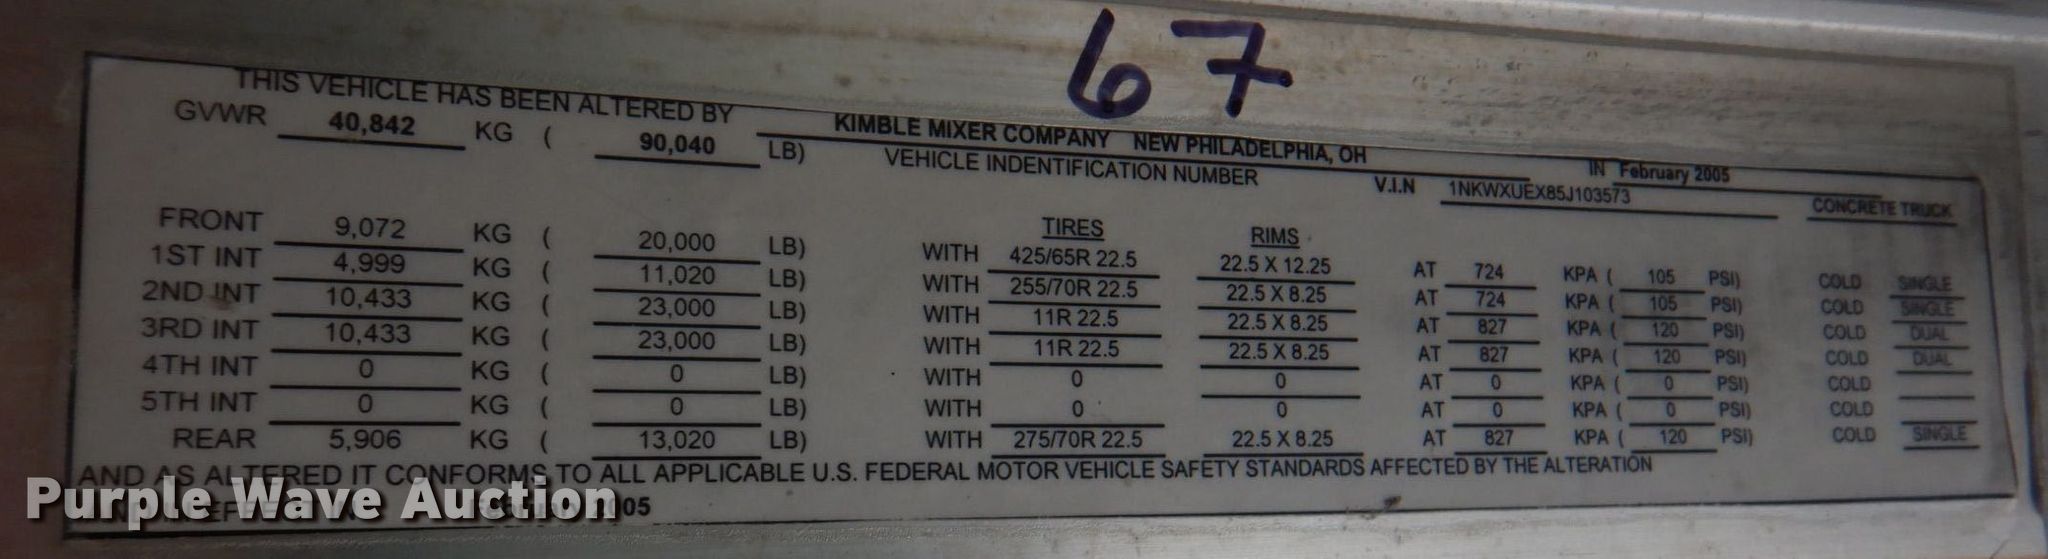 67
THIS VEHICLE HAS BEEN ALTERED BY KIMBLE MIXER COMPANY NEW PHILADELPHIA, OH IN February 2005
GVWR 40,842 KG ( 90,040 LB) VEHICLE INDENTIFICATION NUMBER V.I.N 1NKWXUEX85J103573 CONCRETE TRUCK
TIRES RIMS
FRONT 9,072 KG ( 20,000 LB) WITH 425/65R 22.5 22.5 X 12.25 AT 724 KPA ( 105 PSI) COLD SINGLE
1ST INT 4,999 KG ( 11,020 LB) WITH 255/70R 22.5 22.5 X 8.25 AT 724 KPA ( 105 PSI) COLD SINGLE
2ND INT 10,433 KG ( 23,000 LB) WITH 11R 22.5 22.5 X 8.25 AT 827 KPA ( 120 PSI) COLD DUAL
3RD INT 10,433 KG ( 23,000 LB) WITH 11R 22.5 22.5 X 8.25 AT 827 KPA ( 120 PSI) COLD DUAL
4TH INT 0 KG ( 0 LB) WITH 0 0 AT 0 KPA ( 0 PSI) COLD
5TH INT 0 KG ( 0 LB) WITH 0 0 AT 0 KPA ( 0 PSI) COLD
REAR 5,906 KG ( 13,020 LB) WITH 275/70R 22.5 22.5 X 8.25 AT 827 KPA ( 120 PSI) COLD SINGLE
AND AS ALTERED IT CONFORMS TO ALL APPLICABLE U.S. FEDERAL MOTOR VEHICLE SAFETY STANDARDS AFFECTED BY THE ALTERATION
2005
Purple Wave Auction